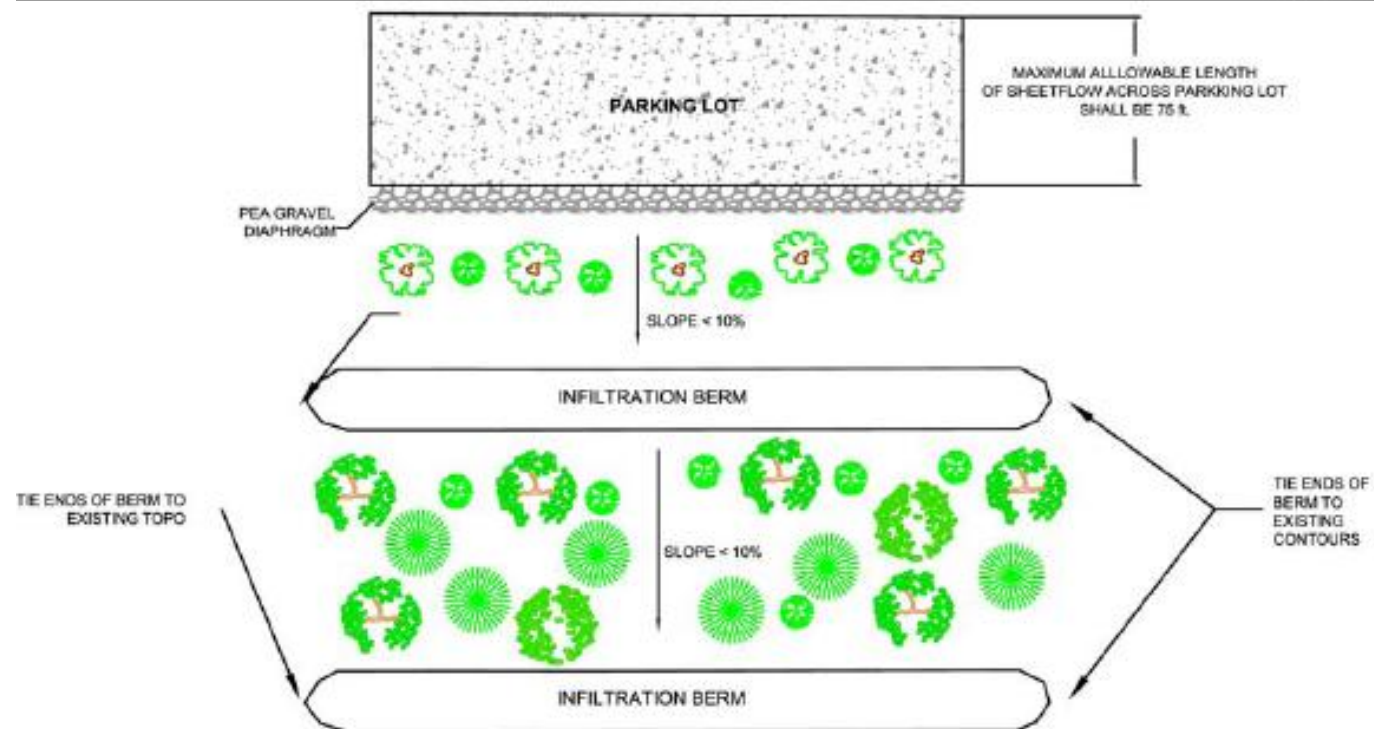 PARKING LOT
MAXIMUM ALLLOWABLE LENGTH
OF SHEETFLOW ACROSS PARKKING LOT
SHALL BE 75 ft.
PEA GRAVEL
DIAPHRAGM
SLOPE < 10%
INFILTRATION BERM
TIE ENDS OF BERM TO
EXISTING TOPO
SLOPE < 10%
TIE ENDS OF
BERM TO
EXISTING
CONTOURS
INFILTRATION BERM